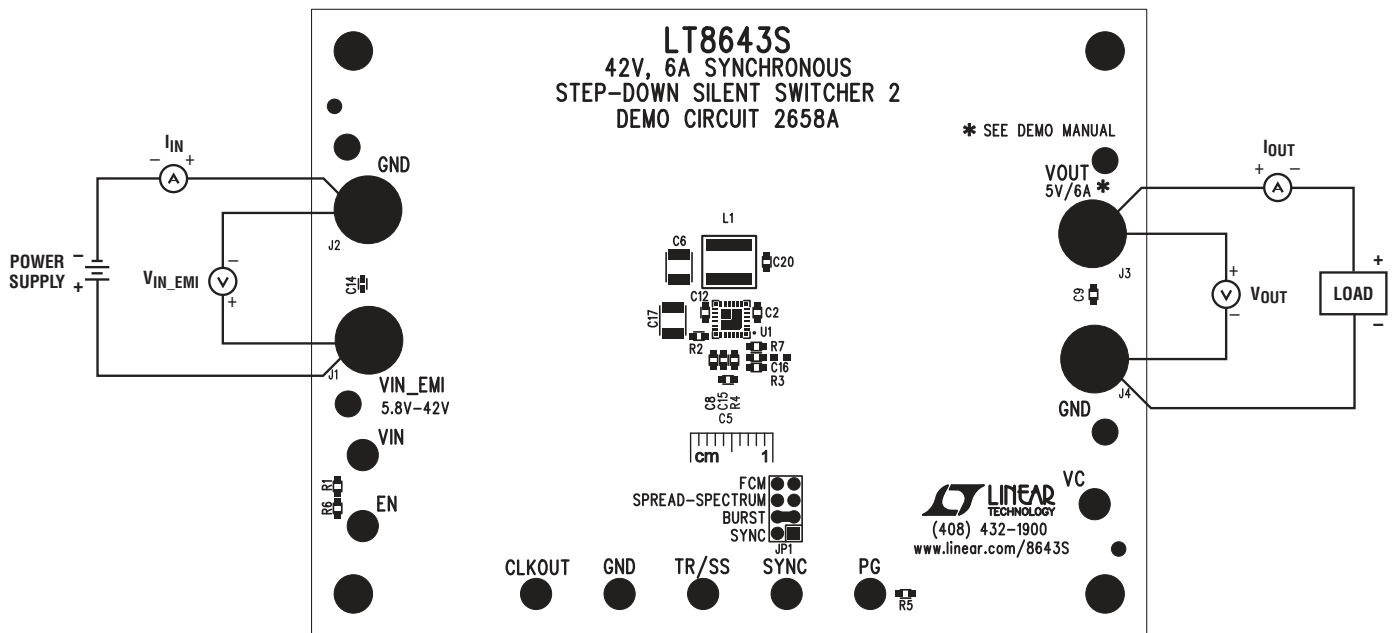 LT8643S
42V, 6A SYNCHRONOUS
STEP-DOWN SILENT SWITCHER 2
DEMO CIRCUIT 2658A
* SEE DEMO MANUAL
IIN
– +
A
GND
J2
POWER
SUPPLY
–
+
VIN_EMI
–
V
+
C14
J1
VIN_EMI
5.8V-42V
VIN
R1
R6
EN
L1
C6
C20
C12
C2
C17
U1
R2
R7
C16
R3
C8
C15
R4
C5
cm 1
FCM
SPREAD-SPECTRUM
BURST
SYNC
JP1
CLKOUT
GND
TR/SS
SYNC
PG
R5
VOUT
5V/6A *
J3
C9
J4
GND
IOUT
+ –
A
+
V
–
VOUT
+
LOAD
–
VC
LINEAR
TECHNOLOGY
(408) 432-1900
www.linear.com/8643S